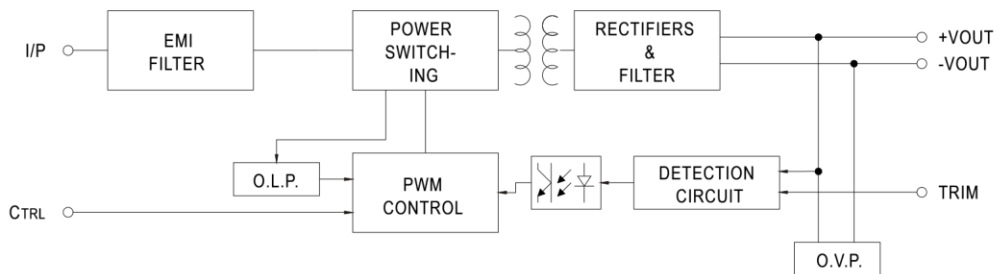 I/P
EMI
FILTER
POWER
SWITCH-
ING
RECTIFIERS
&
FILTER
+VOUT
-VOUT
O.L.P.
PWM
CONTROL
DETECTION
CIRCUIT
TRIM
CTRL
O.V.P.